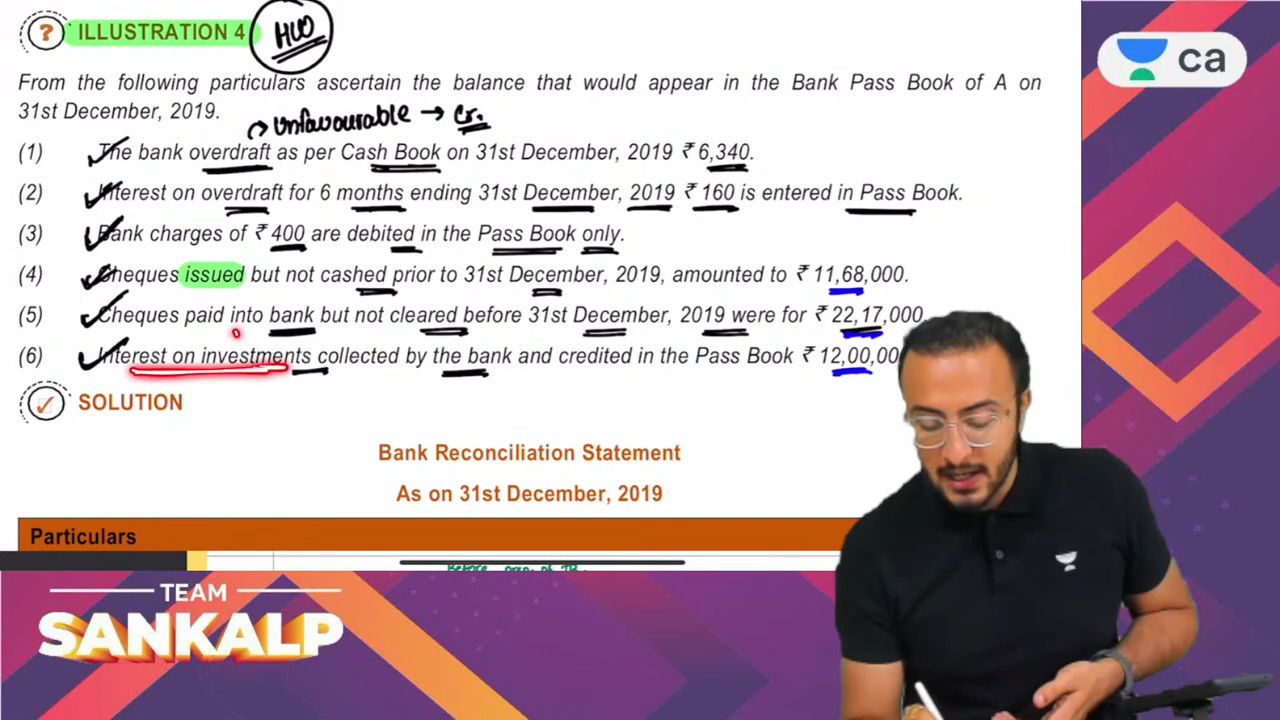 ? ILLUSTRATION 4 HW
From the following particulars ascertain the balance that would appear in the Bank Pass Book of A on
31st December, 2019.
Unfavourable → Cr.
(1) The bank overdraft as per Cash Book on 31st December, 2019 ₹ 6,340.
(2) Interest on overdraft for 6 months ending 31st December, 2019 ₹ 160 is entered in Pass Book.
(3) Bank charges of ₹ 400 are debited in the Pass Book only.
(4) Cheques issued but not cashed prior to 31st December, 2019, amounted to ₹ 11,68,000.
(5) Cheques paid into bank but not cleared before 31st December, 2019 were for ₹ 22,17,000
(6) Interest on investments collected by the bank and credited in the Pass Book ₹ 12,00,00
SOLUTION
Bank Reconciliation Statement
As on 31st December, 2019
Particulars
Before
TEAM
SANKALP
ca